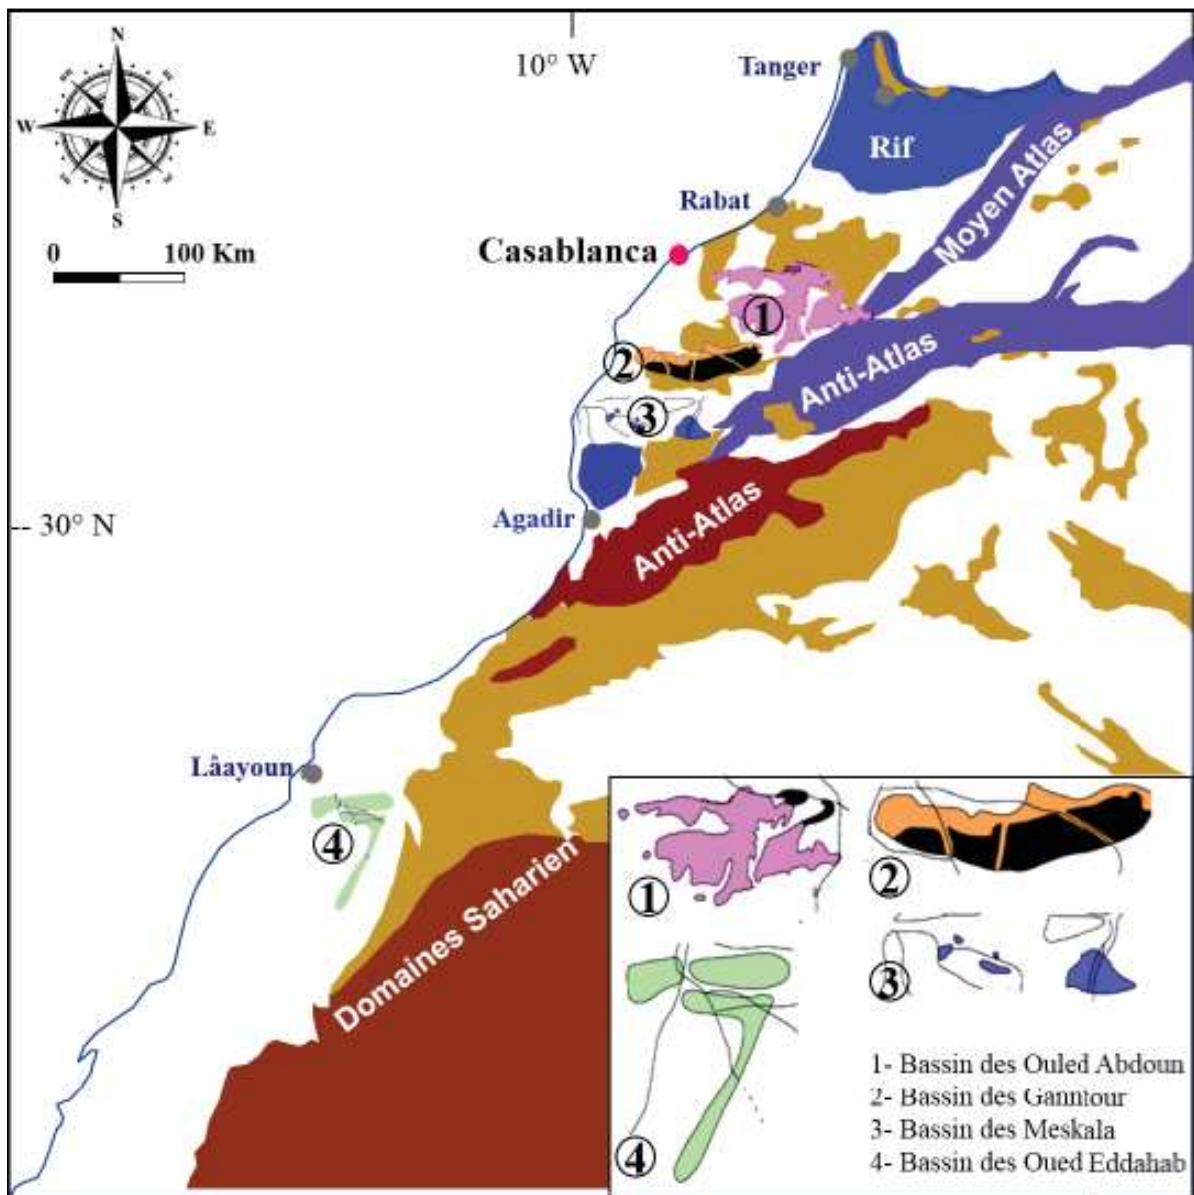 N
W
E
S
0 100 Km
10° W
Tanger
Rif
Rabat
Casablanca
Moyen Atlas
Anti-Atlas
1
2
3
Anti-Atlas
-- 30° N
Agadir
Lâayoun
4
Domaines Saharien
1
2
3
4
1- Bassin des Ouled Abdoun
2- Bassin des Ganntour
3- Bassin des Meskala
4- Bassin des Oued Eddahab